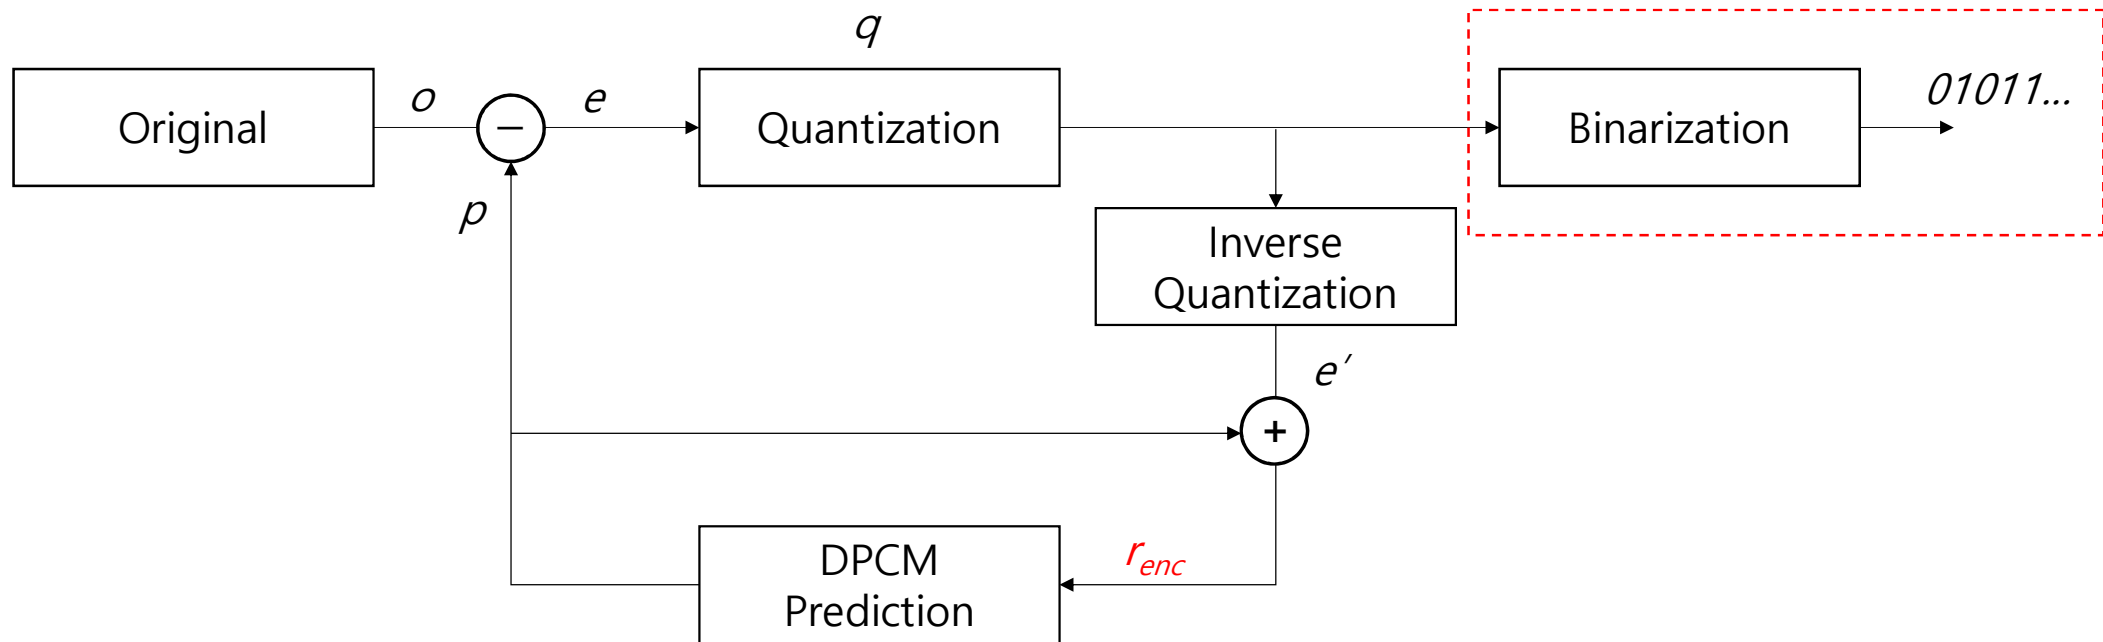 q
Original
o
−
e
Quantization
Binarization
01011...
p
Inverse
Quantization
e′
+
DPCM
Prediction
r_enc